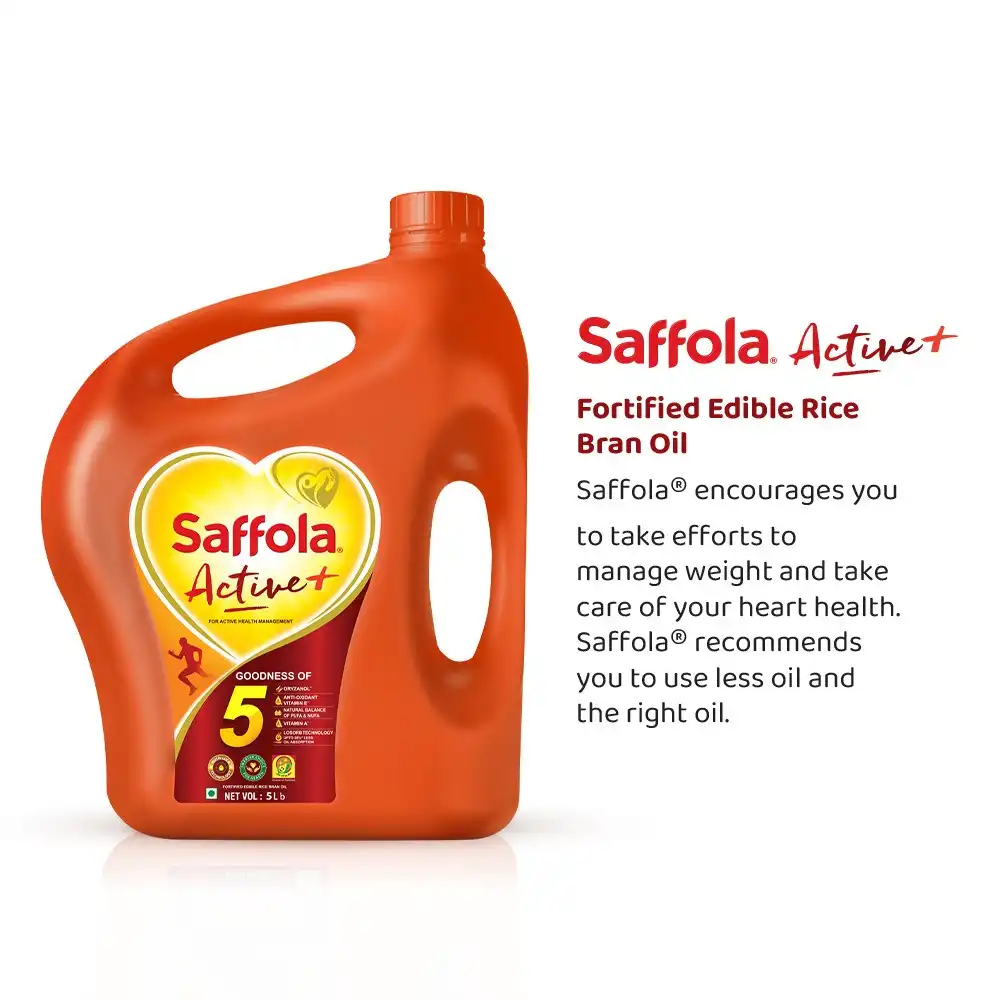 Saffola®
Active+
FOR ACTIVE HEALTH MANAGEMENT
GOODNESS OF
5
ORYZANOL*
ANTI-OXIDANT
VITAMIN E*
NATURAL BALANCE
OF PUFA & MUFA
VITAMIN A*
LOSORB TECHNOLOGY
OIL ABSORPTION
FORTIFIED EDIBLE RICE BRAN OIL
NET VOL : 5 Lb
Saffola® Active+
Fortified Edible Rice
Bran Oil
Saffola® encourages you
to take efforts to
manage weight and take
care of your heart health.
Saffola® recommends
you to use less oil and
the right oil.